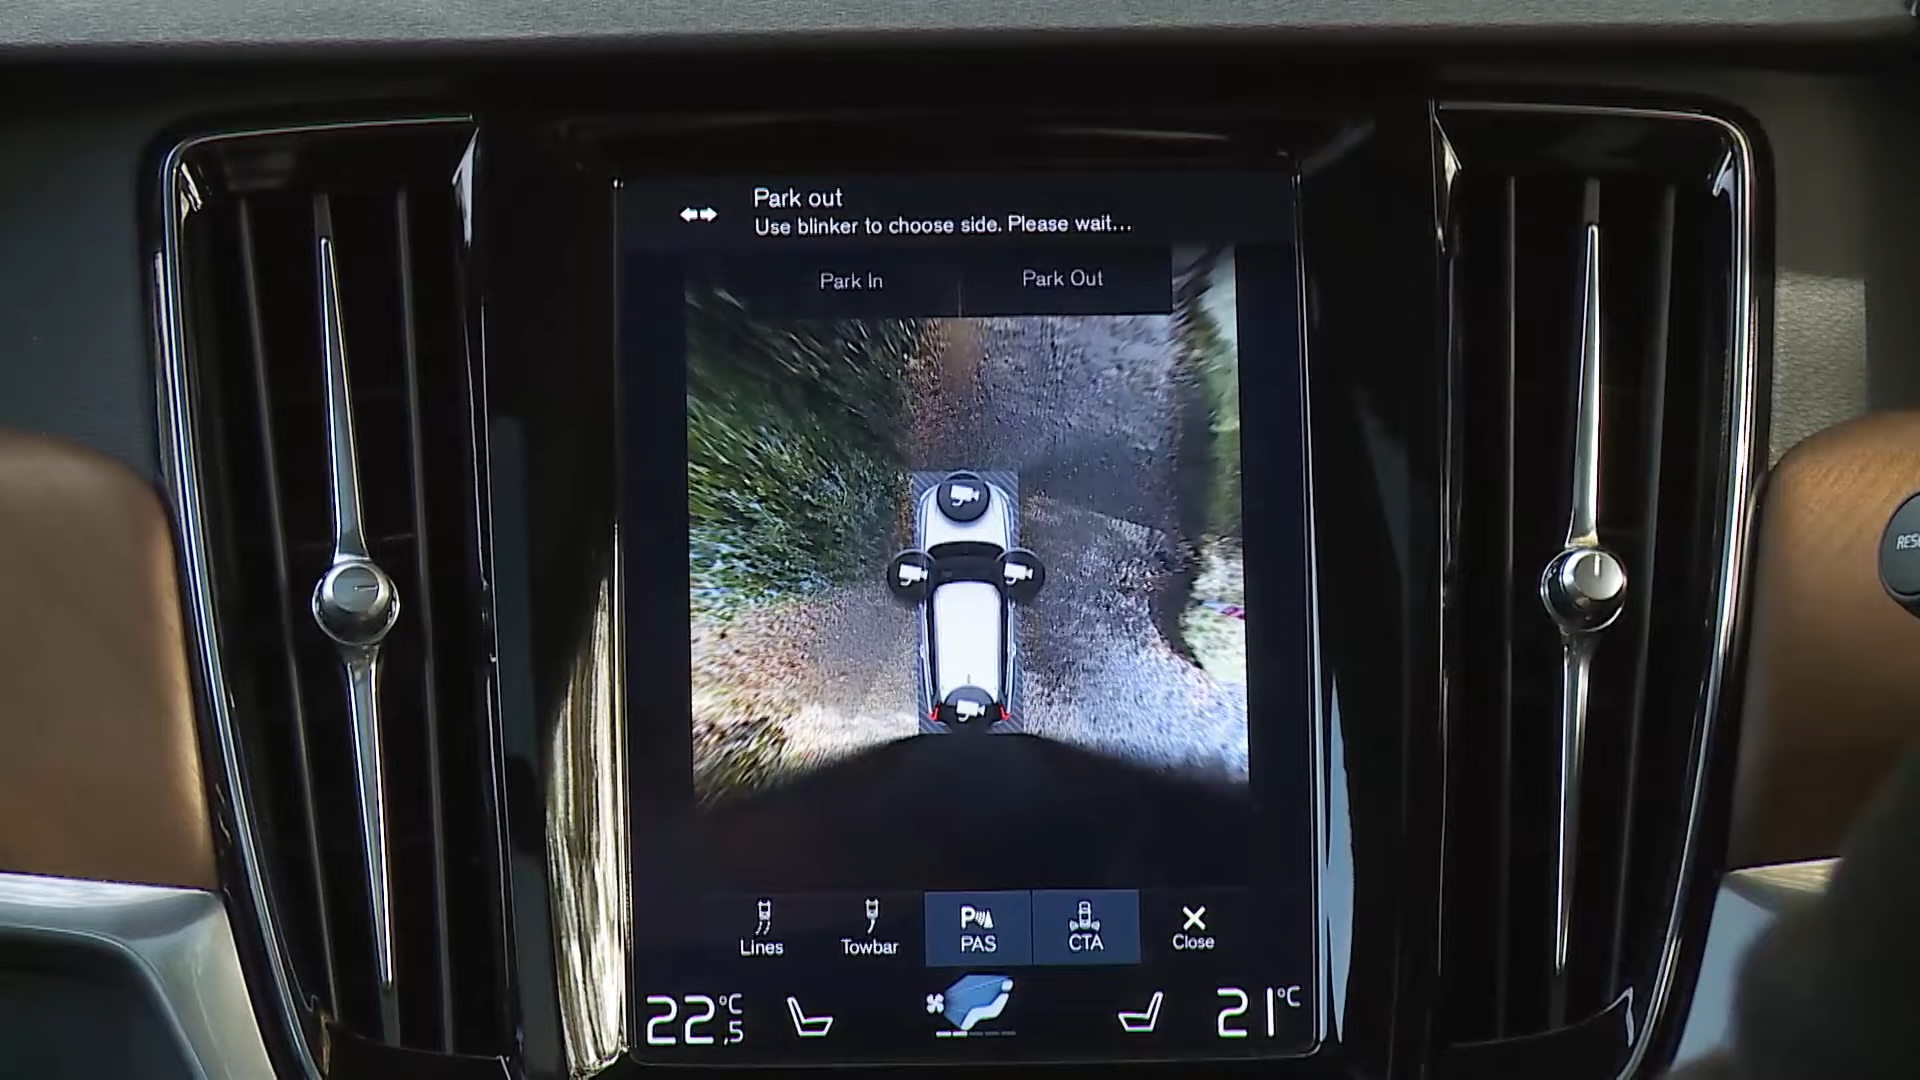 Park out
Use blinker to choose side. Please wait...
Park In
Park Out
Lines
Towbar
P
PAS
CTA
Close
22,5 °C
21 °C